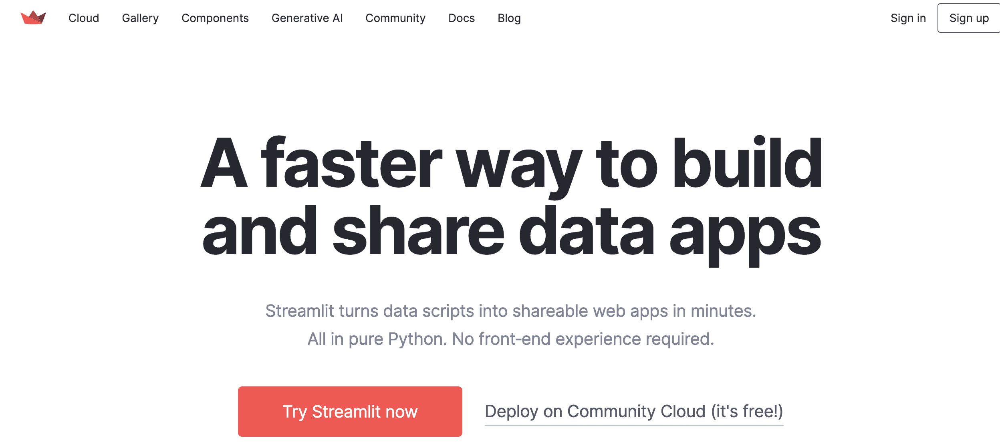 Cloud Gallery Components Generative AI Community Docs Blog Sign in Sign up
A faster way to build
and share data apps
Streamlit turns data scripts into shareable web apps in minutes.
All in pure Python. No front-end experience required.
Try Streamlit now Deploy on Community Cloud (it's free!)